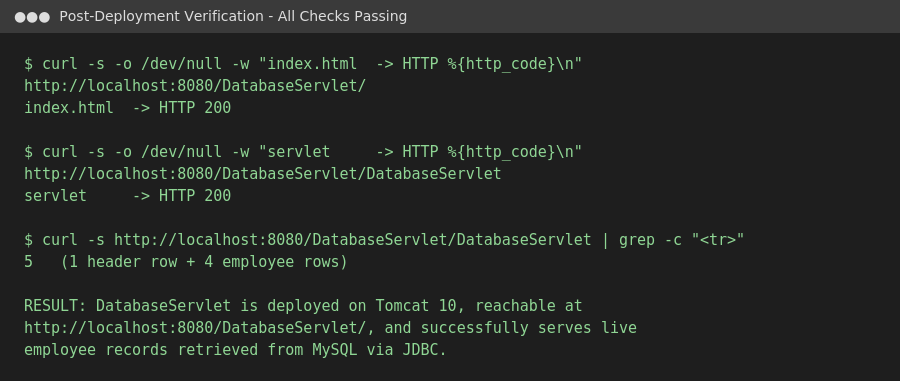 Post-Deployment Verification - All Checks Passing
$ curl -s -o /dev/null -w "index.html  -> HTTP %{http_code}\n"
http://localhost:8080/DatabaseServlet/
index.html  -> HTTP 200
$ curl -s -o /dev/null -w "servlet     -> HTTP %{http_code}\n"
http://localhost:8080/DatabaseServlet/DatabaseServlet
servlet     -> HTTP 200
$ curl -s http://localhost:8080/DatabaseServlet/DatabaseServlet | grep -c "<tr>"
5   (1 header row + 4 employee rows)
RESULT: DatabaseServlet is deployed on Tomcat 10, reachable at
http://localhost:8080/DatabaseServlet/, and successfully serves live
employee records retrieved from MySQL via JDBC.